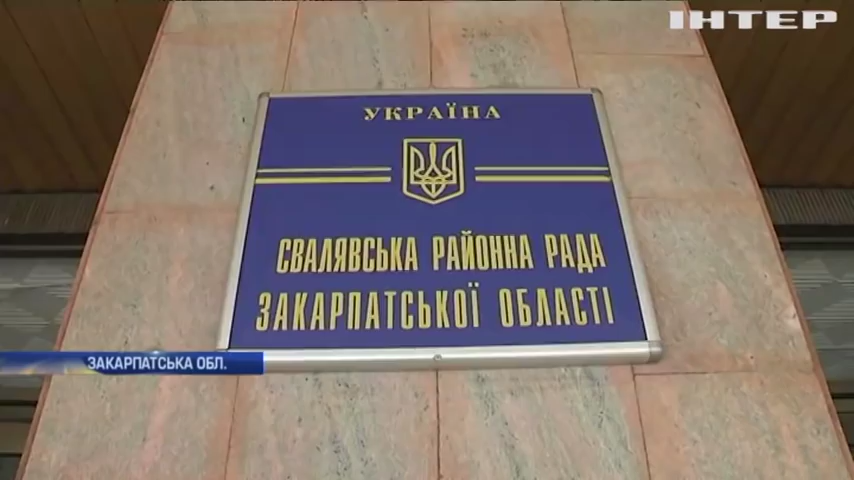 ІНТЕР
УКРАЇНА
СВАЛЯВСЬКА РАЙОННА РАДА
ЗАКАРПАТСЬКОЇ ОБЛАСТІ
ЗАКАРПАТСЬКА ОБЛ.